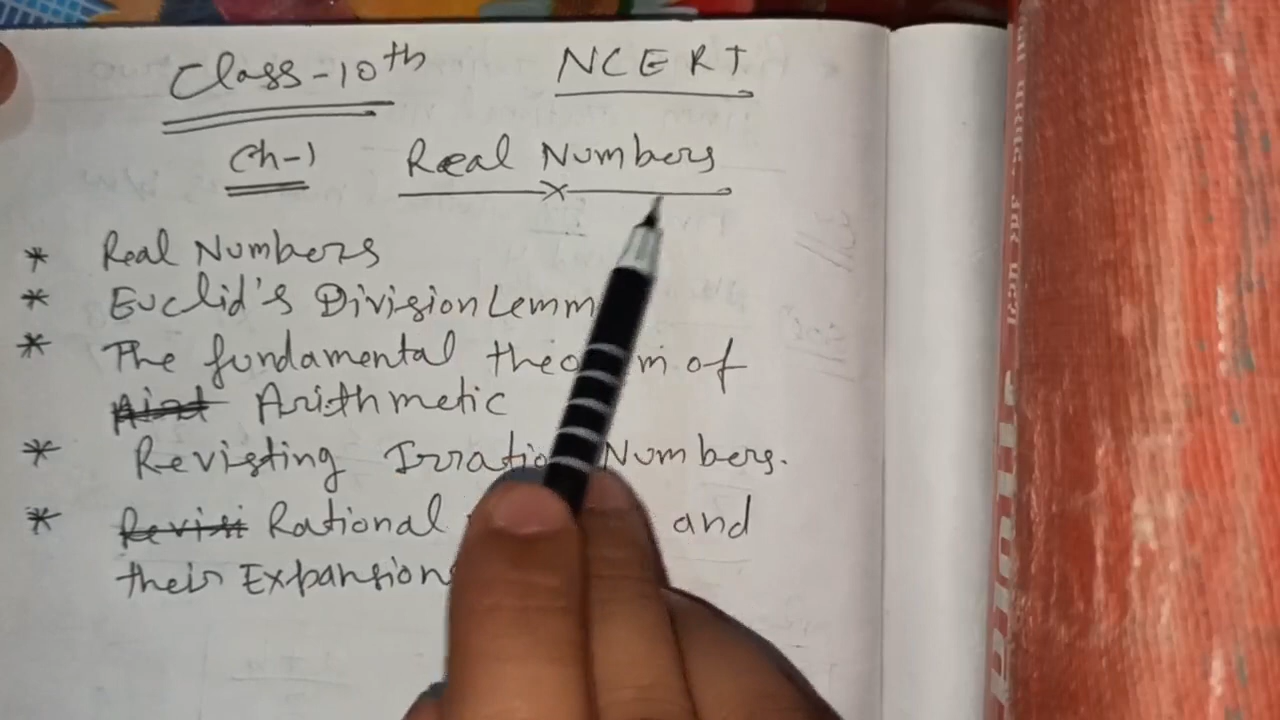 Class-10th NCERT
Ch-1 Real Numbers
* Real Numbers
* Euclid's Division Lemm
* The fundamental theo m of
Arithmetic
* Revisting Irratio Numbers.
* Rational and
their Expansion